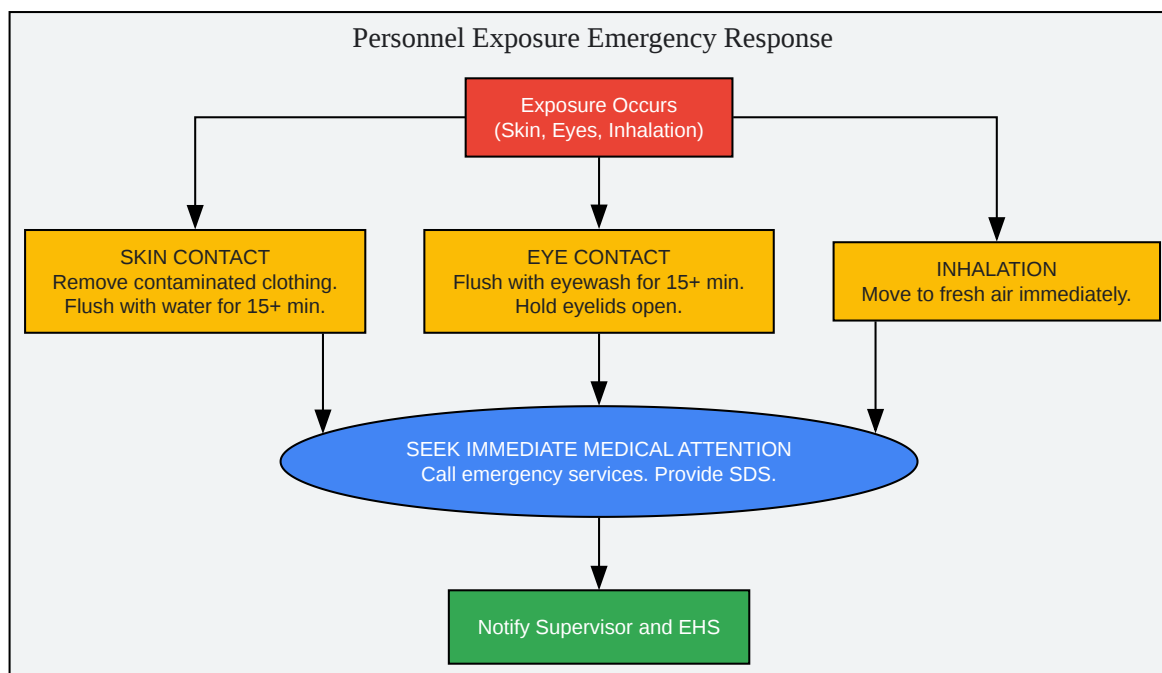 Personnel Exposure Emergency Response
Exposure Occurs
(Skin, Eyes, Inhalation)
SKIN CONTACT
Remove contaminated clothing.
Flush with water for 15+ min.
EYE CONTACT
Flush with eyewash for 15+ min.
Hold eyelids open.
INHALATION
Move to fresh air immediately.
SEEK IMMEDIATE MEDICAL ATTENTION
Call emergency services. Provide SDS.
Notify Supervisor and EHS